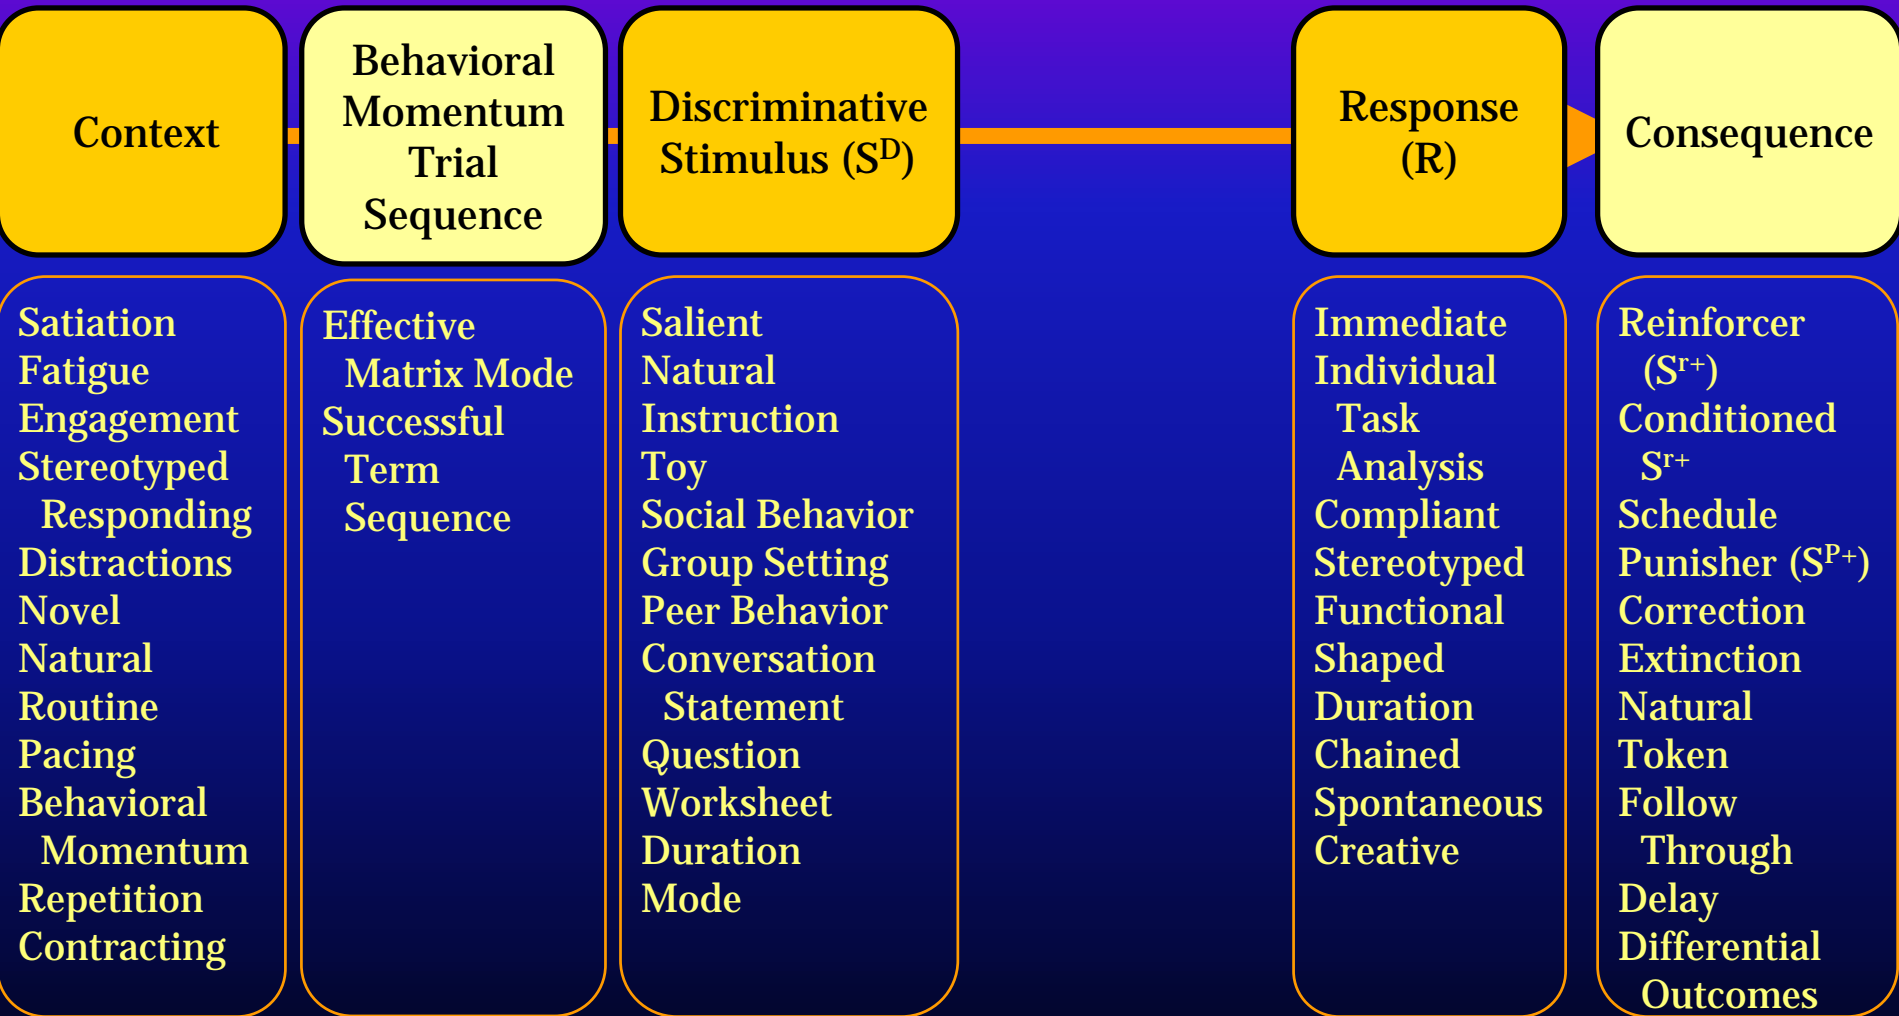 Context
Behavioral
Momentum
Trial
Sequence
Discriminative
Stimulus (Sᴰ)
Response
(R)
Consequence
Satiation
Fatigue
Engagement
Stereotyped
Responding
Distractions
Novel
Natural
Routine
Pacing
Behavioral
Momentum
Repetition
Contracting
Effective
Matrix Mode
Successful
Term
Sequence
Salient
Natural
Instruction
Toy
Social Behavior
Group Setting
Peer Behavior
Conversation
Statement
Question
Worksheet
Duration
Mode
Immediate
Individual
Task
Analysis
Compliant
Stereotyped
Functional
Shaped
Duration
Chained
Spontaneous
Creative
Reinforcer
(Sʳ⁺)
Conditioned
Sʳ⁺
Schedule
Punisher (Sᴾ⁺)
Correction
Extinction
Natural
Token
Follow
Through
Delay
Differential
Outcomes